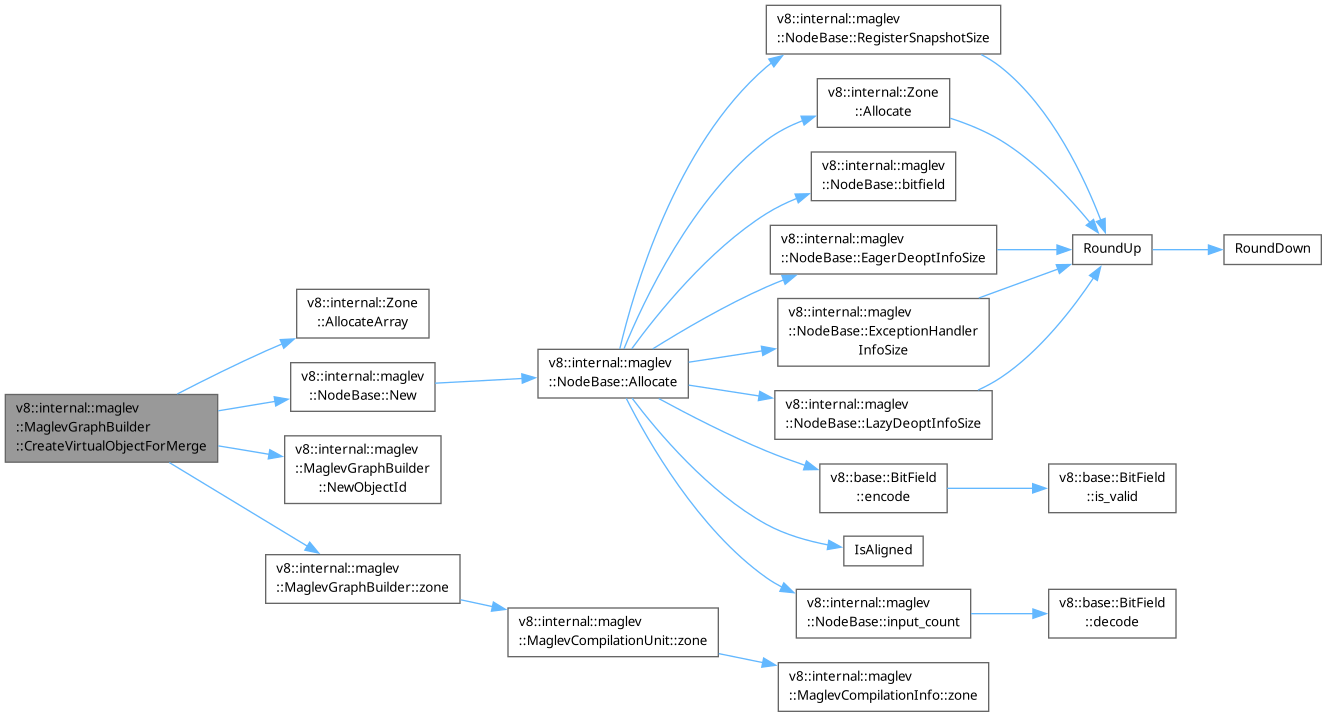 v8::internal::maglev
::MaglevGraphBuilder
::CreateVirtualObjectForMerge
v8::internal::Zone
::AllocateArray
v8::internal::maglev
::NodeBase::New
v8::internal::maglev
::MaglevGraphBuilder
::NewObjectId
v8::internal::maglev
::MaglevGraphBuilder::zone
v8::internal::maglev
::NodeBase::Allocate
v8::internal::maglev
::MaglevCompilationUnit::zone
v8::internal::maglev
::NodeBase::RegisterSnapshotSize
v8::internal::Zone
::Allocate
v8::internal::maglev
::NodeBase::bitfield
v8::internal::maglev
::NodeBase::EagerDeoptInfoSize
v8::internal::maglev
::NodeBase::ExceptionHandler
InfoSize
v8::internal::maglev
::NodeBase::LazyDeoptInfoSize
v8::base::BitField
::encode
IsAligned
v8::internal::maglev
::NodeBase::input_count
v8::internal::maglev
::MaglevCompilationInfo::zone
RoundUp
v8::base::BitField
::is_valid
v8::base::BitField
::decode
RoundDown